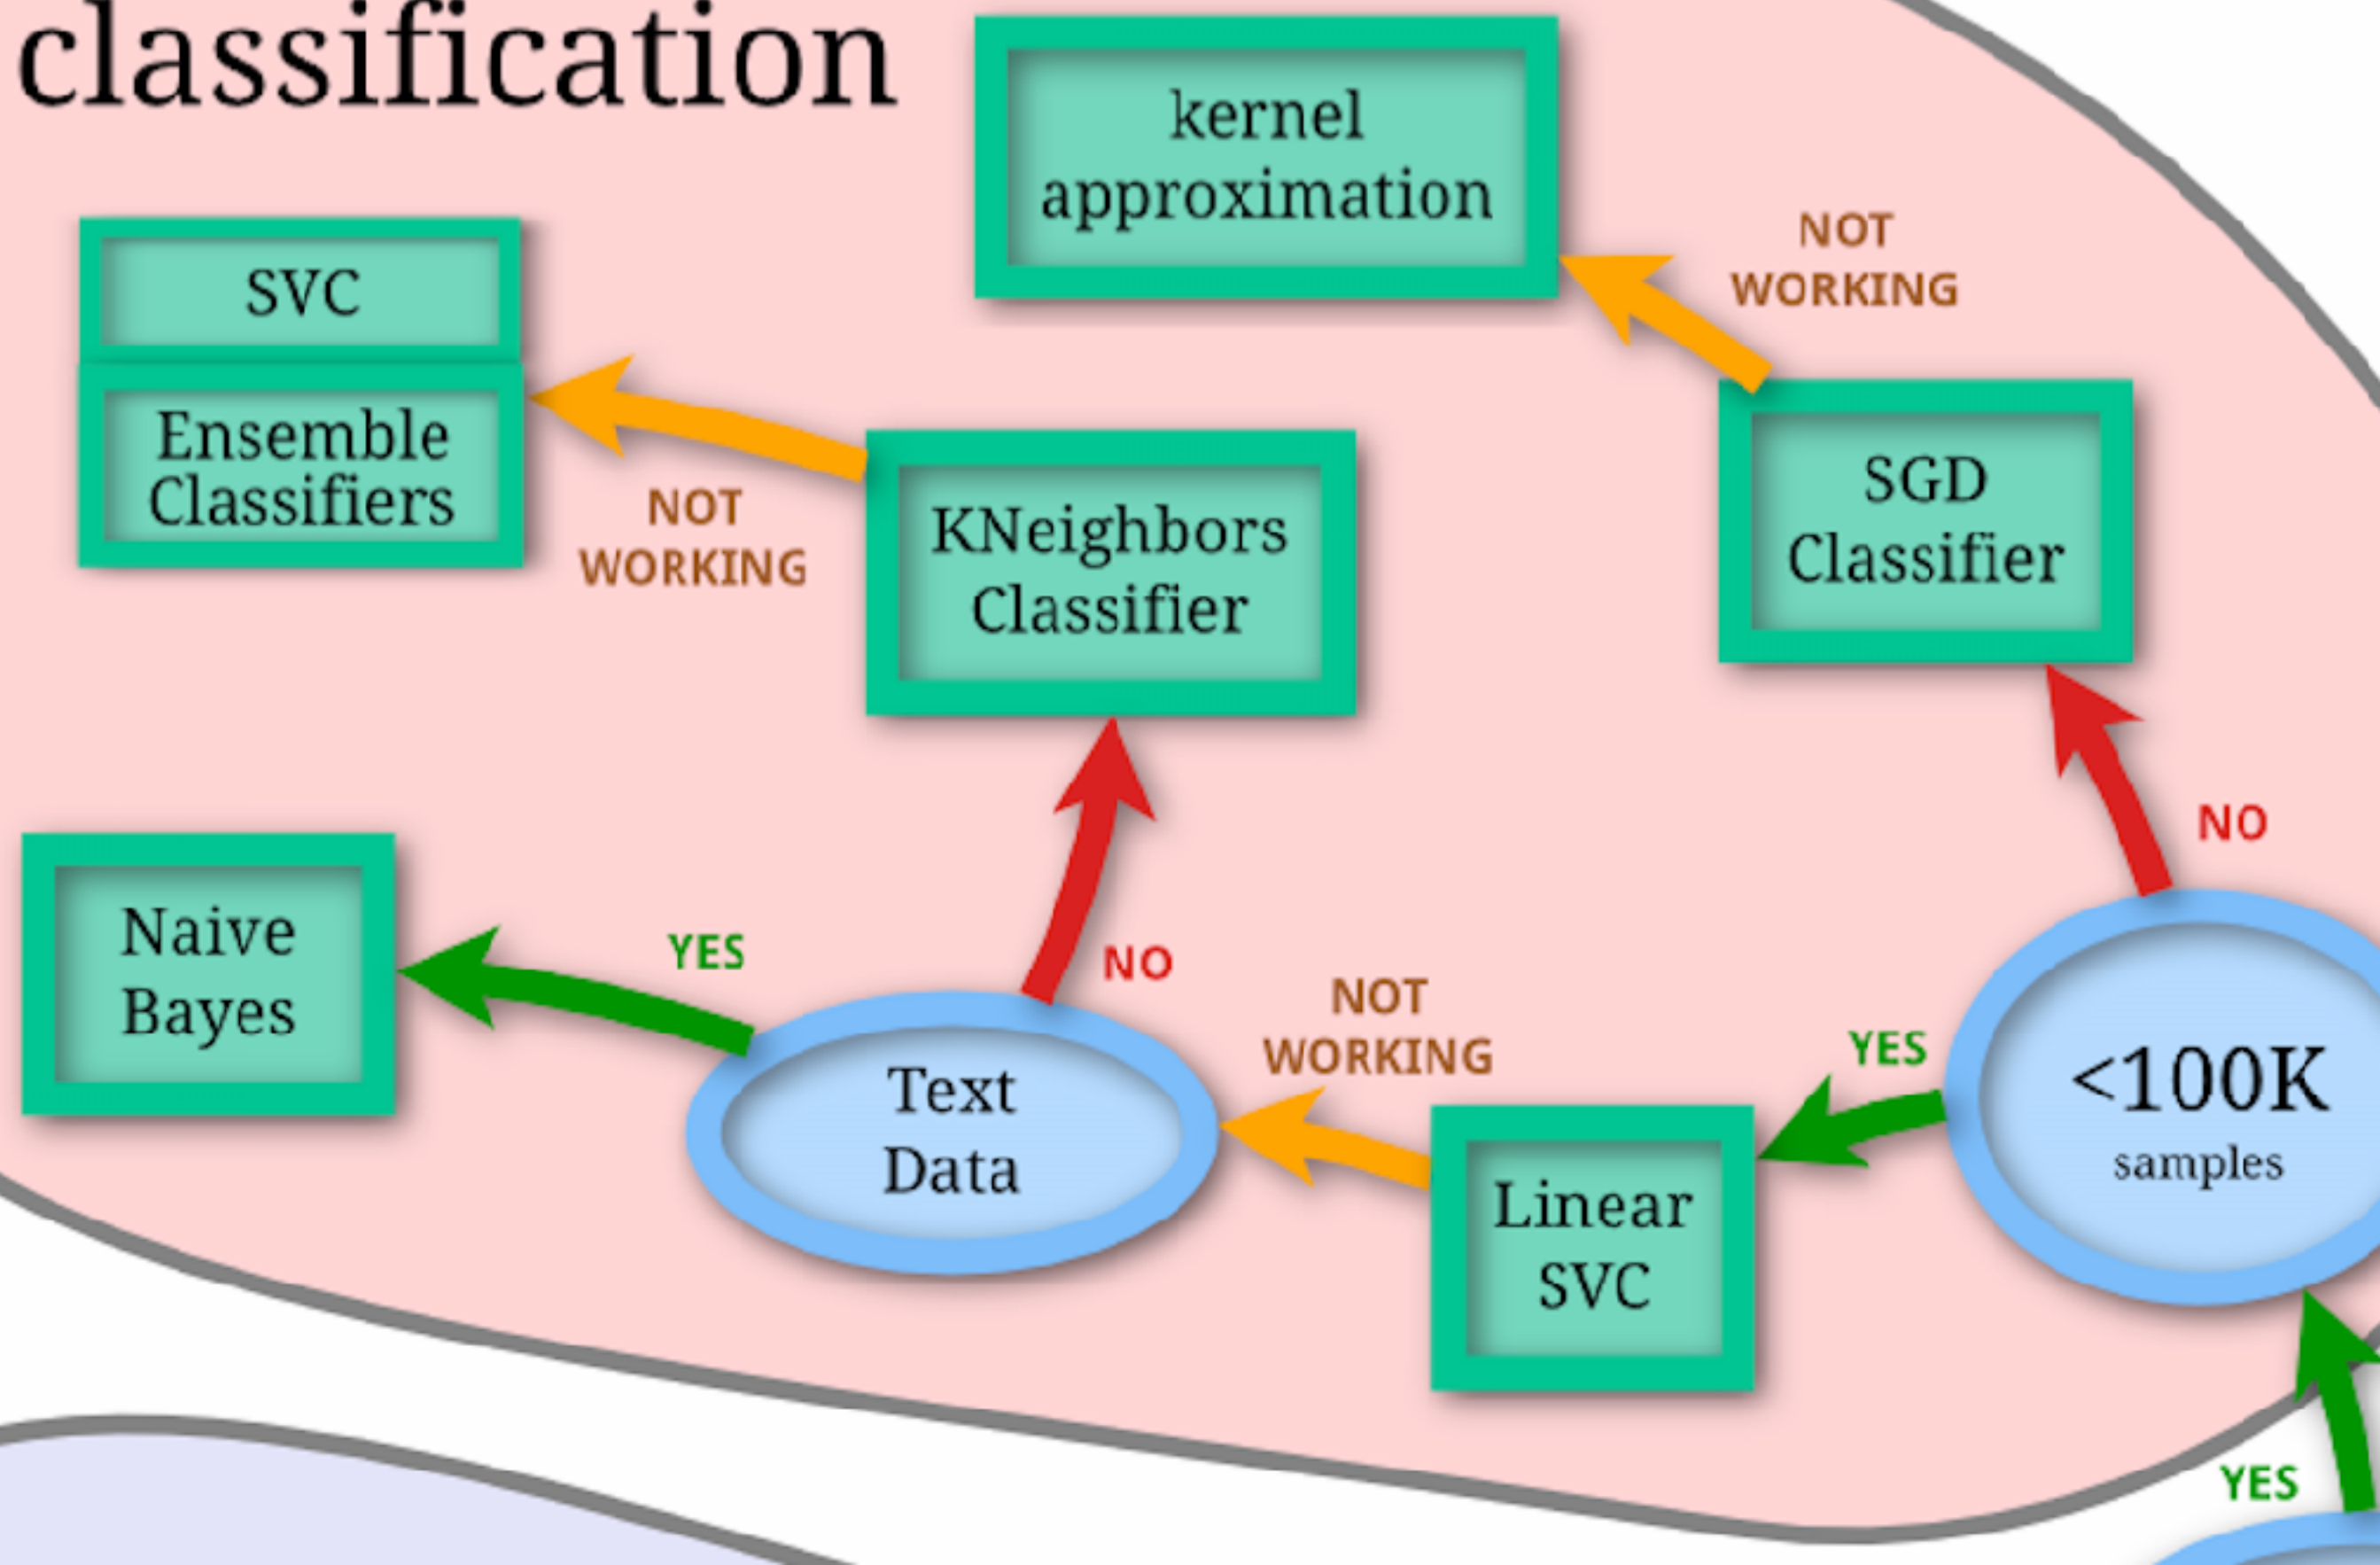 classification
kernel
approximation
NOT
WORKING
SVC
Ensemble
Classifiers
NOT
WORKING
KNeighbors
Classifier
SGD
Classifier
NO
Naive
Bayes
YES
NO
Text
Data
NOT
WORKING
YES
<100K
samples
Linear
SVC
YES